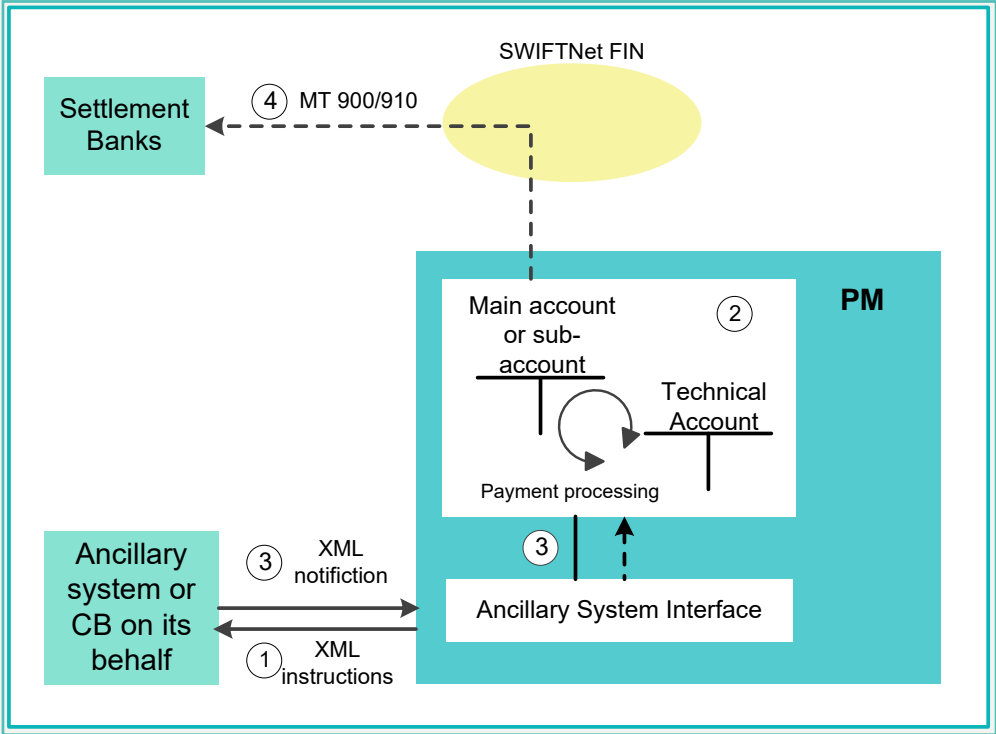 SWIFTNet FIN
4 MT 900/910
Settlement
Banks
PM
Main account
or sub-
account
2
Technical
Account
Payment processing
3
Ancillary System Interface
Ancillary
system or
CB on its
behalf
3 XML
notifiction
1 XML
instructions